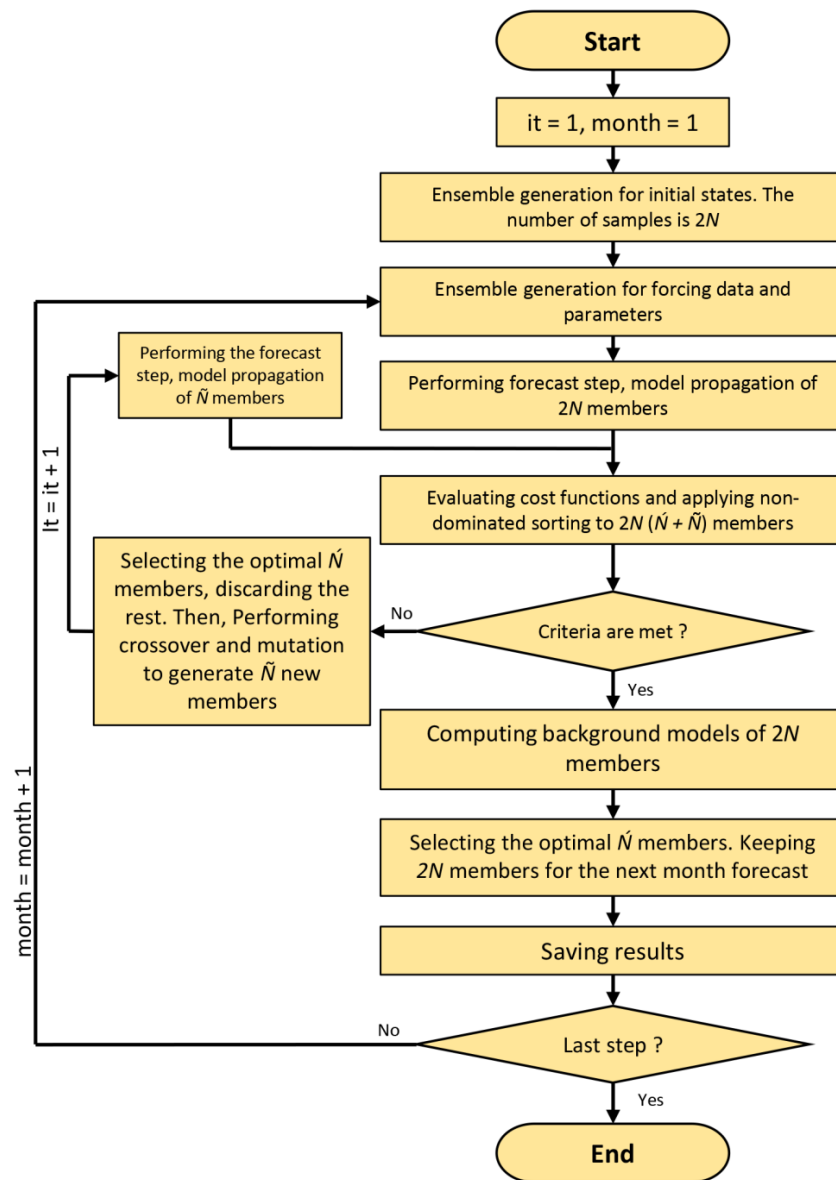 Start
it = 1, month = 1
Ensemble generation for initial states. The
number of samples is 2N
Ensemble generation for forcing data and
parameters
Performing the forecast
step, model propagation
of Ñ members
Performing forecast step, model propagation of
2N members
It = it + 1
Evaluating cost functions and applying non-
dominated sorting to 2N (Ń + Ñ) members
Selecting the optimal Ń
members, discarding the
rest. Then, Performing
crossover and mutation
to generate Ñ new
members
No
Criteria are met ?
Yes
Computing background models of 2N
members
Selecting the optimal Ń members. Keeping
2N members for the next month forecast
month = month + 1
Saving results
No
Last step ?
Yes
End